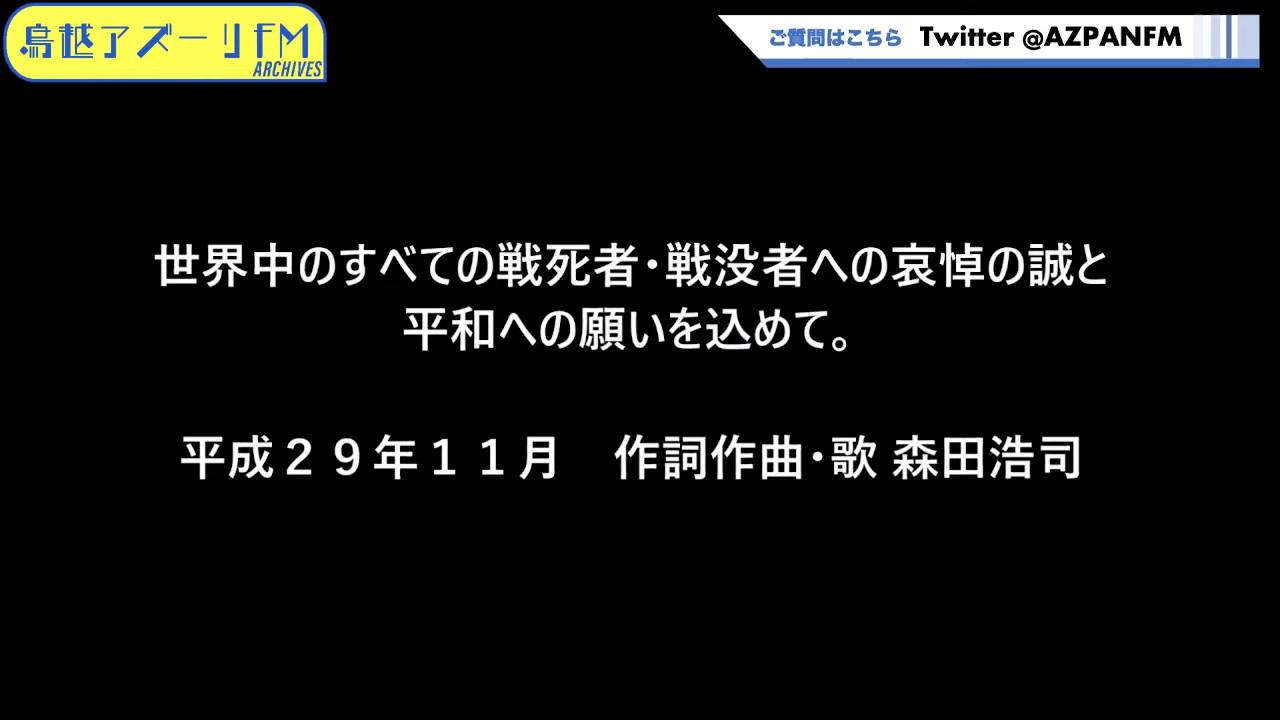 鳥越アズーリFM
ARCHIVES
ご質問はこちら Twitter @AZPANFM
世界中のすべての戦死者・戦没者への哀悼の誠と
平和への願いを込めて。
平成29年11月　作詞作曲・歌 森田浩司